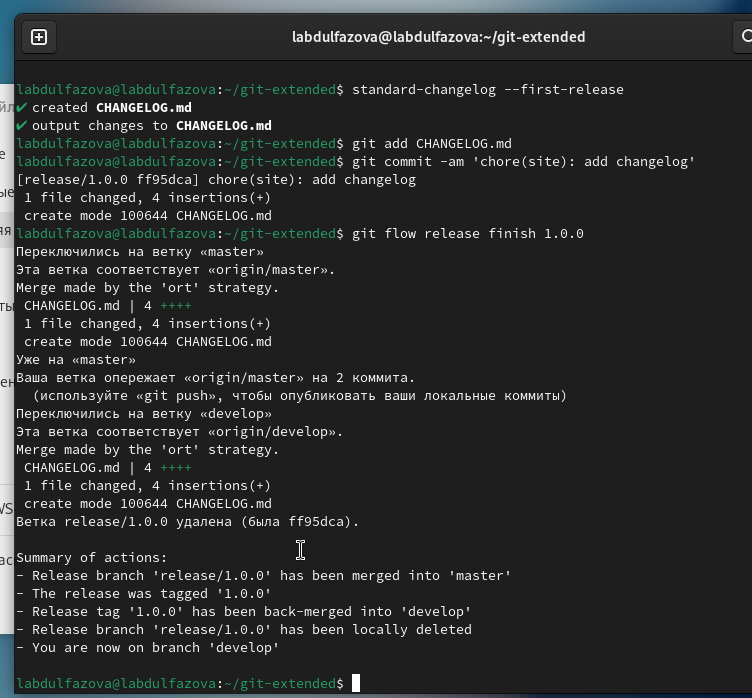 labdulfazova@labdulfazova:~/git-extended
labdulfazova@labdulfazova:~/git-extended$ standard-changelog --first-release
✔ created CHANGELOG.md
✔ output changes to CHANGELOG.md
labdulfazova@labdulfazova:~/git-extended$ git add CHANGELOG.md
labdulfazova@labdulfazova:~/git-extended$ git commit -am 'chore(site): add changelog'
[release/1.0.0 ff95dca] chore(site): add changelog
 1 file changed, 4 insertions(+)
 create mode 100644 CHANGELOG.md
labdulfazova@labdulfazova:~/git-extended$ git flow release finish 1.0.0
Переключились на ветку «master»
Эта ветка соответствует «origin/master».
Merge made by the 'ort' strategy.
 CHANGELOG.md | 4 ++++
 1 file changed, 4 insertions(+)
 create mode 100644 CHANGELOG.md
Уже на «master»
Ваша ветка опережает «origin/master» на 2 коммита.
  (используйте «git push», чтобы опубликовать ваши локальные коммиты)
Переключились на ветку «develop»
Эта ветка соответствует «origin/develop».
Merge made by the 'ort' strategy.
 CHANGELOG.md | 4 ++++
 1 file changed, 4 insertions(+)
 create mode 100644 CHANGELOG.md
Ветка release/1.0.0 удалена (была ff95dca).
Summary of actions:
- Release branch 'release/1.0.0' has been merged into 'master'
- The release was tagged '1.0.0'
- Release tag '1.0.0' has been back-merged into 'develop'
- Release branch 'release/1.0.0' has been locally deleted
- You are now on branch 'develop'
labdulfazova@labdulfazova:~/git-extended$